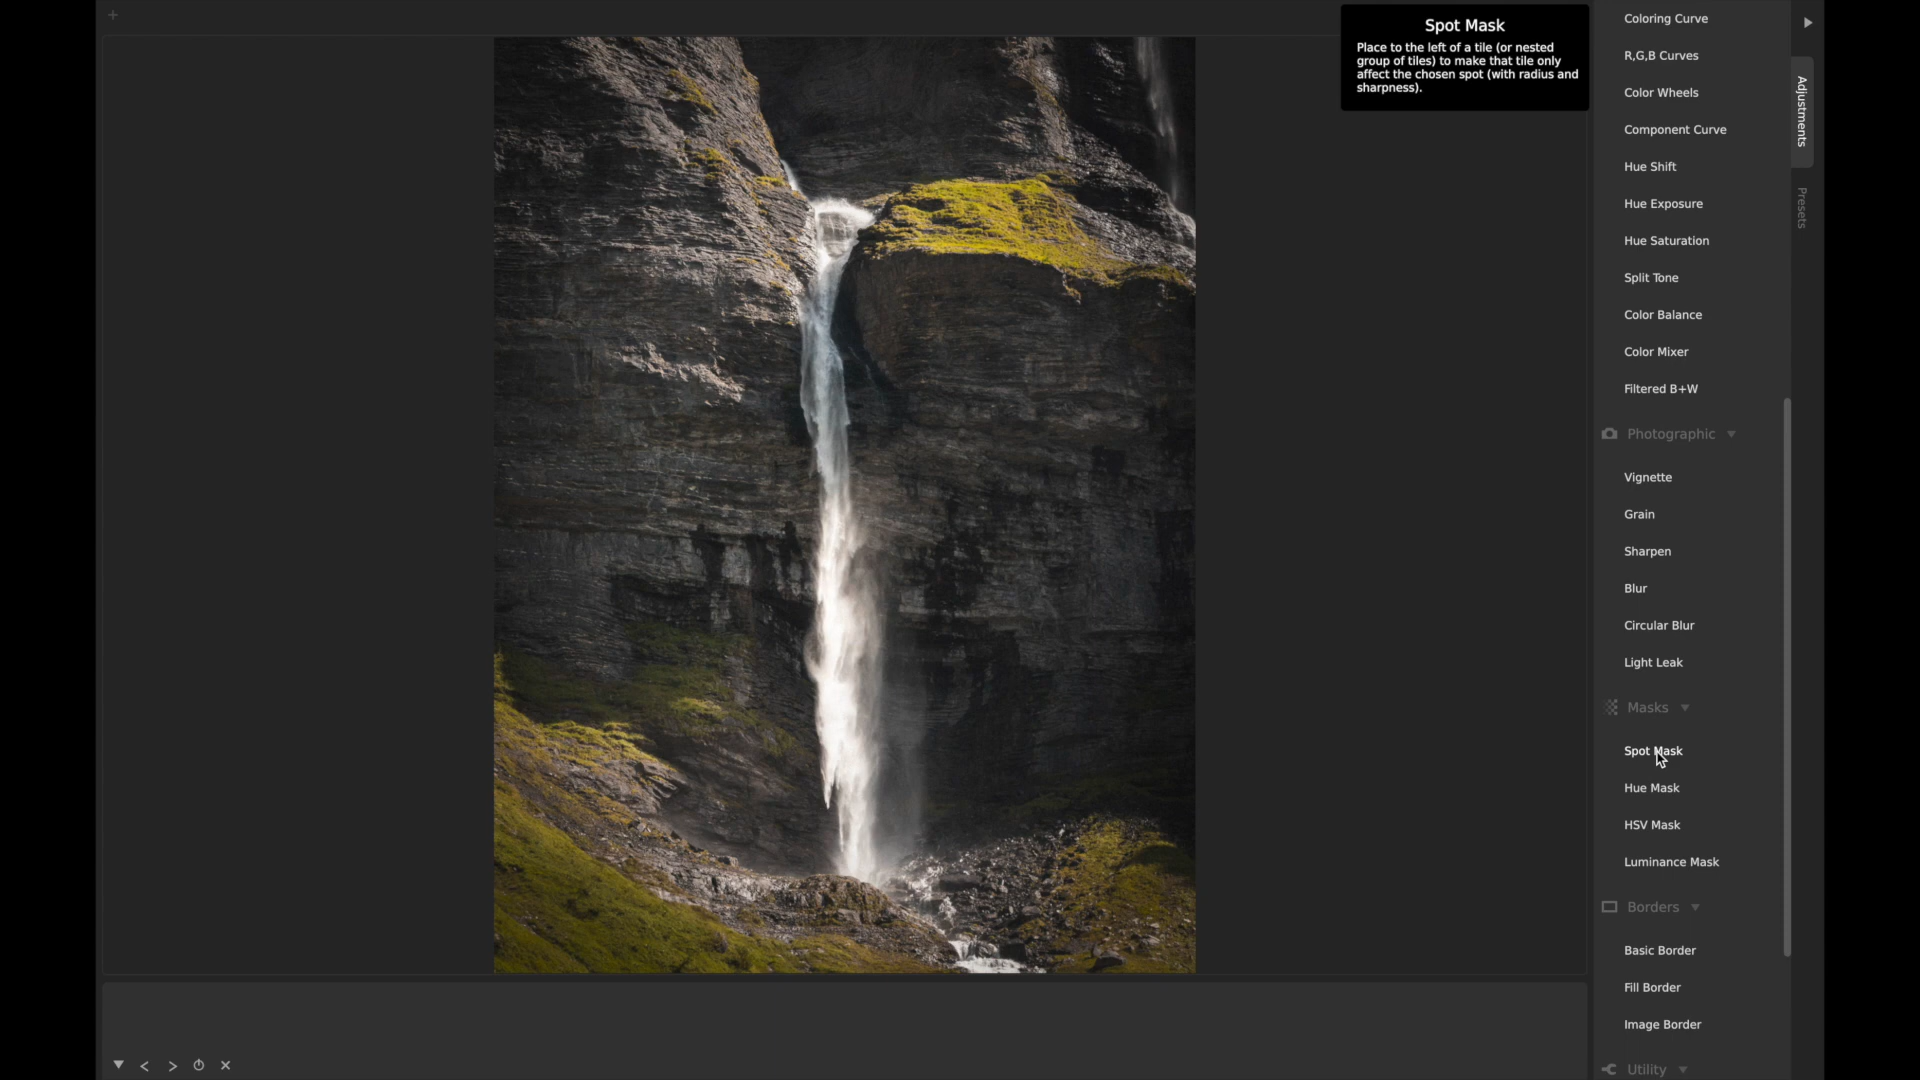 Spot Mask
Place to the left of a tile (or nested
group of tiles) to make that tile only
affect the chosen spot (with radius and
sharpness).
Coloring Curve
R,G,B Curves
Color Wheels
Component Curve
Hue Shift
Hue Exposure
Hue Saturation
Split Tone
Color Balance
Color Mixer
Filtered B+W
Photographic
Vignette
Grain
Sharpen
Blur
Circular Blur
Light Leak
Masks
Spot Mask
Hue Mask
HSV Mask
Luminance Mask
Borders
Basic Border
Fill Border
Image Border
Utility
Adjustments
Presets